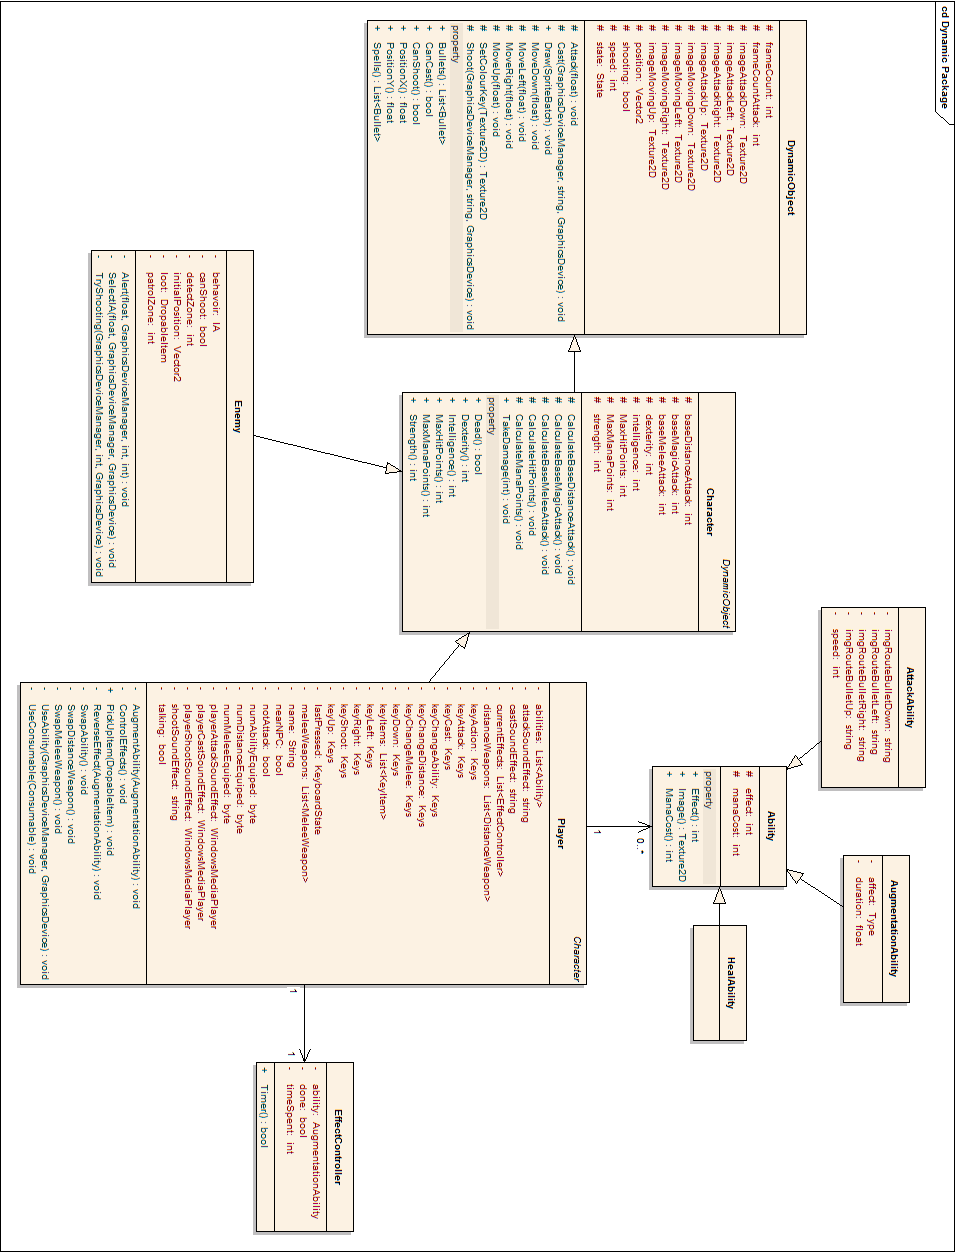 cd Dynamic Package
DynamicObject
# frameCount: int
# frameCountAttack: int
# imageAttackDown: Texture2D
# imageAttackLeft: Texture2D
# imageAttackRight: Texture2D
# imageAttackUp: Texture2D
# imageMovingDown: Texture2D
# imageMovingLeft: Texture2D
# imageMovingRight: Texture2D
# imageMovingUp: Texture2D
# position: Vector2
# shooting: bool
# speed: int
# state: State
# Attack(float) : void
# Cast(GraphicsDeviceManager, string, GraphicsDevice) : void
+ Draw(SpriteBatch) : void
# MoveDown(float) : void
# MoveLeft(float) : void
# MoveRight(float) : void
# MoveUp(float) : void
# SetColourKey(Texture2D) : Texture2D
# Shoot(GraphicsDeviceManager, string, GraphicsDevice) : void
property
+ Bullets() : List<Bullet>
+ CanCast() : bool
+ CanShoot() : bool
+ PositionX() : float
+ PositionY() : float
+ Spells() : List<Bullet>
Character
DynamicObject
# baseDistanceAttack: int
# baseMagicAttack: int
# baseMeleeAttack: int
# dexterity: int
# intelligence: int
# MaxHitPoints: int
# MaxManaPoints: int
# strength: int
# CalculateBaseDistanceAttack() : void
# CalculateBaseMagicAttack() : void
# CalculateBaseMeleeAttack() : void
# CalculateHitPoints() : void
# CalculateManaPoints() : void
+ TakeDamage(int) : void
property
+ Dead() : bool
+ Dexterity() : int
+ Intelligence() : int
+ MaxHitPoints() : int
+ MaxManaPoints() : int
+ Strength() : int
Enemy
- behavoir: IA
- canShoot: bool
- detectZone: int
- initialPosition: Vector2
- loot: DropableItem
- patrolZone: int
- Alert(float, GraphicsDeviceManager, int, int) : void
- SelectIA(float, GraphicsDeviceManager, GraphicsDevice) : void
- TryShooting(GraphicsDeviceManager, int, GraphicsDevice) : void
AttackAbility
- imgRouteBulletDown: string
- imgRouteBulletLeft: string
- imgRouteBulletRight: string
- imgRouteBulletUp: string
- speed: int
Ability
# effect: int
# manaCost: int
property
+ Effect() : int
+ Image() : Texture2D
+ ManaCost() : int
AugmentationAbility
- affect: Type
- duration: float
HealAbility
Player
Character
- abilities: List<Ability>
- attackSoundEffect: string
- castSoundEffect: string
- currentEffects: List<EffectController>
- distanceWeapons: List<DistanceWeapon>
- keyAction: Keys
- keyAttack: Keys
- keyCast: Keys
- keyChangeAbility: Keys
- keyChangeDistance: Keys
- keyChangeMelee: Keys
- keyDown: Keys
- keyItems: List<KeyItem>
- keyLeft: Keys
- keyRight: Keys
- keyShoot: Keys
- keyUp: Keys
- lastPressed: KeyboardState
- meleeWeapons: List<MeleeWeapon>
- name: String
- nearNPC: bool
- notAttack: bool
- numAbilityEquiped: byte
- numDistanceEquiped: byte
- numMeleeEquiped: byte
- playerAttackSoundEffect: WindowsMediaPlayer
- playerCastSoundEffect: WindowsMediaPlayer
- playerShootSoundEffect: WindowsMediaPlayer
- shootSoundEffect: string
- talking: bool
- AugmentAbility(AugmentationAbility) : void
- ControlEffects() : void
+ PickUpItem(DropableItem) : void
- ReverseEffect(AugmentationAbility) : void
- SwapAbility() : void
- SwapDistanceWeapon() : void
- SwapMeleeWeapon() : void
- UseAbility(GraphicsDeviceManager, GraphicsDevice) : void
- UseConsumable(Consumable) : void
1
0..*
1
1
EffectController
- ability: AugmentationAbility
- done: bool
- timeSpent: int
+ Timer() : bool